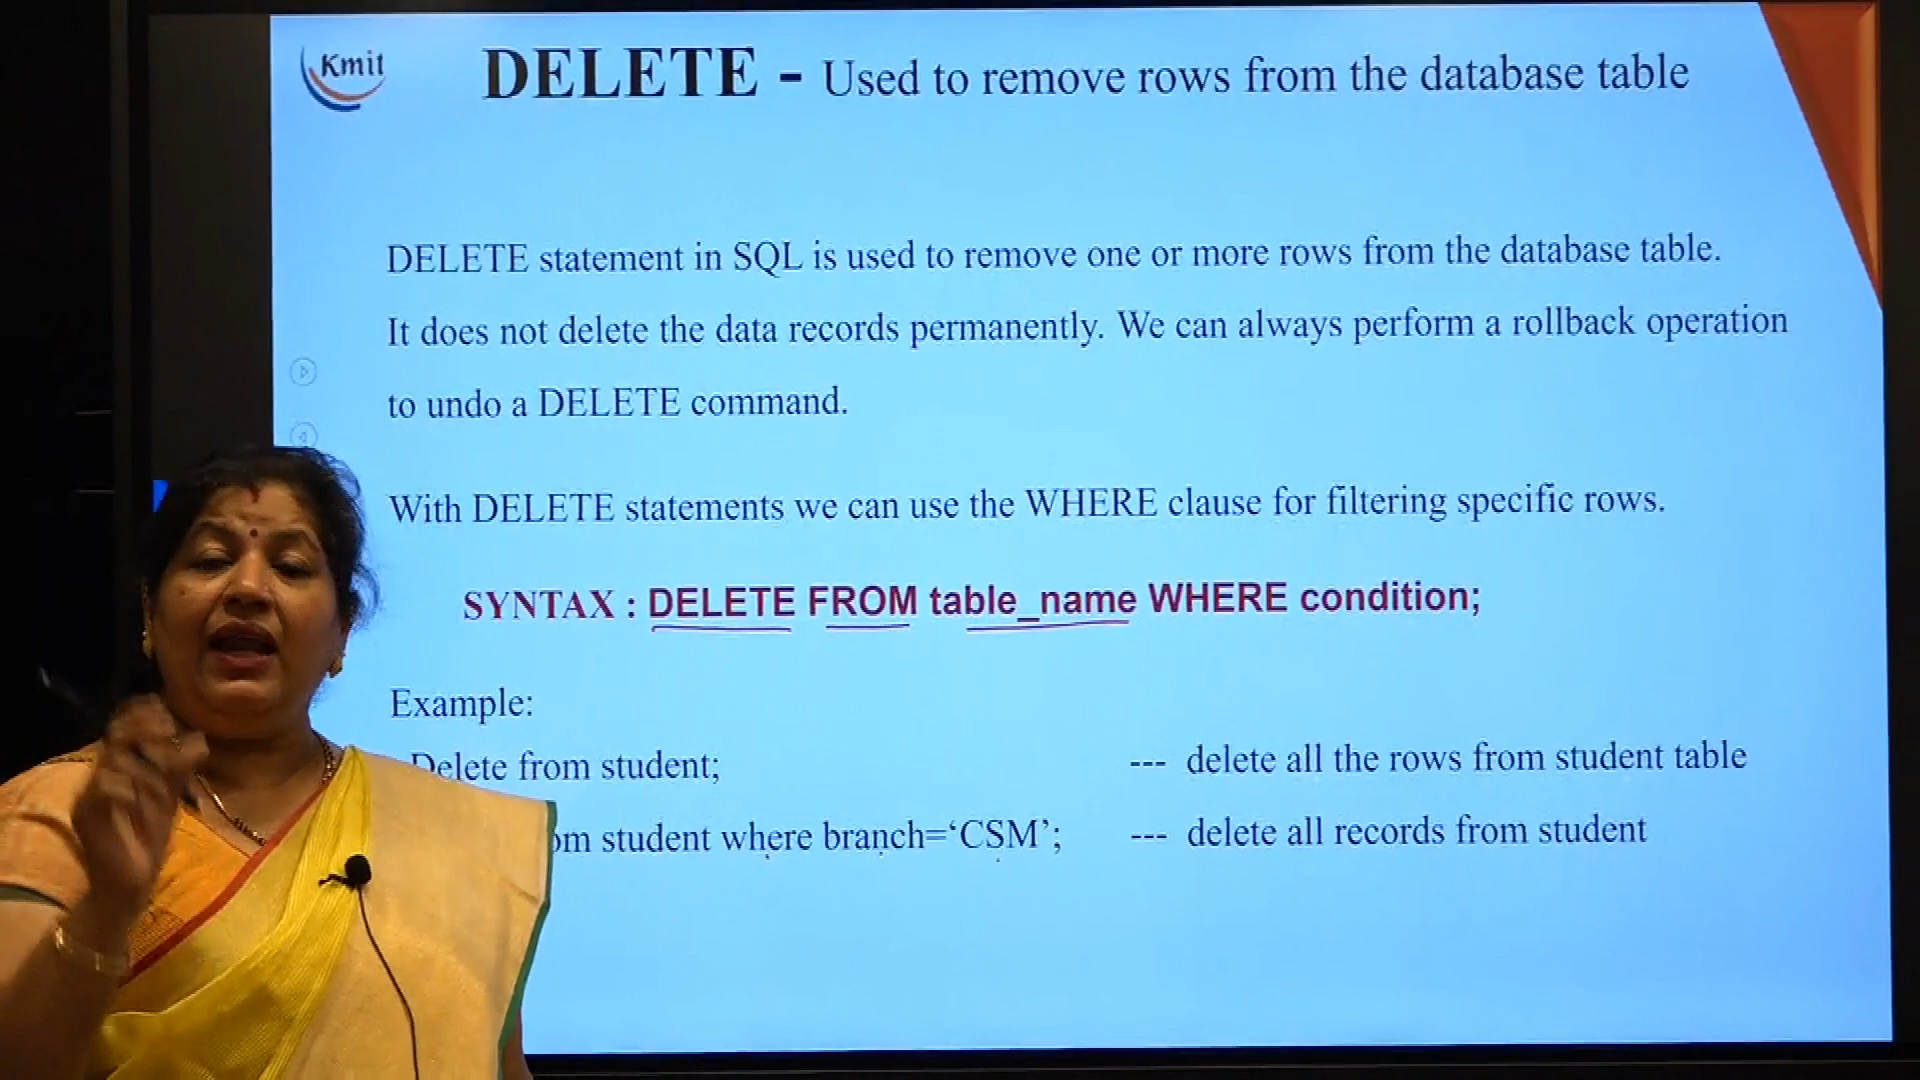 Kmit
DELETE - Used to remove rows from the database table
DELETE statement in SQL is used to remove one or more rows from the database table.
It does not delete the data records permanently. We can always perform a rollback operation
to undo a DELETE command.
With DELETE statements we can use the WHERE clause for filtering specific rows.
SYNTAX : DELETE FROM table_name WHERE condition;
Example:
Delete from student; --- delete all the rows from student table
student where branch=‘CSM’; --- delete all records from student